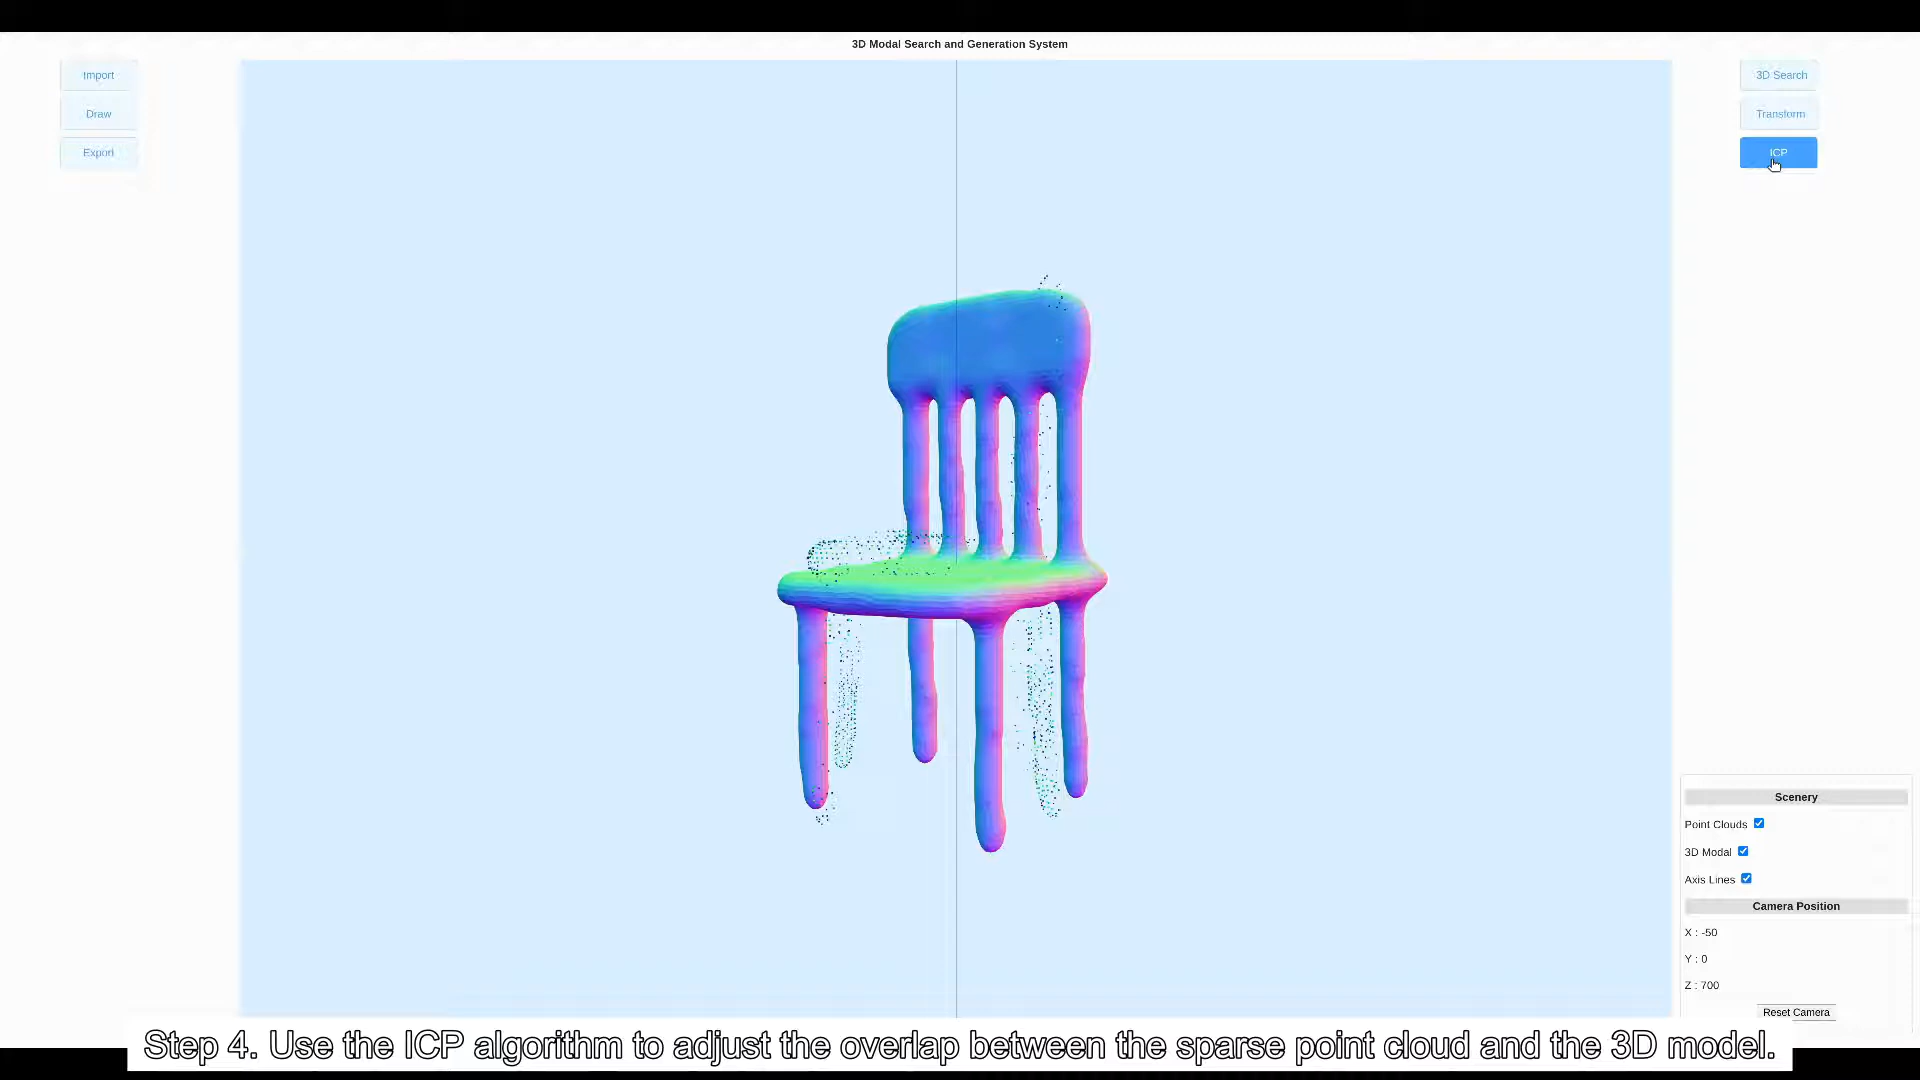 3D Modal Search and Generation System
Import
Draw
Export
3D Search
Transform
ICP
Scenery
Point Clouds
3D Modal
Axis Lines
Camera Position
X : -50
Y : 0
Z : 700
Reset Camera
Step 4. Use the ICP algorithm to adjust the overlap between the sparse point cloud and the 3D model.